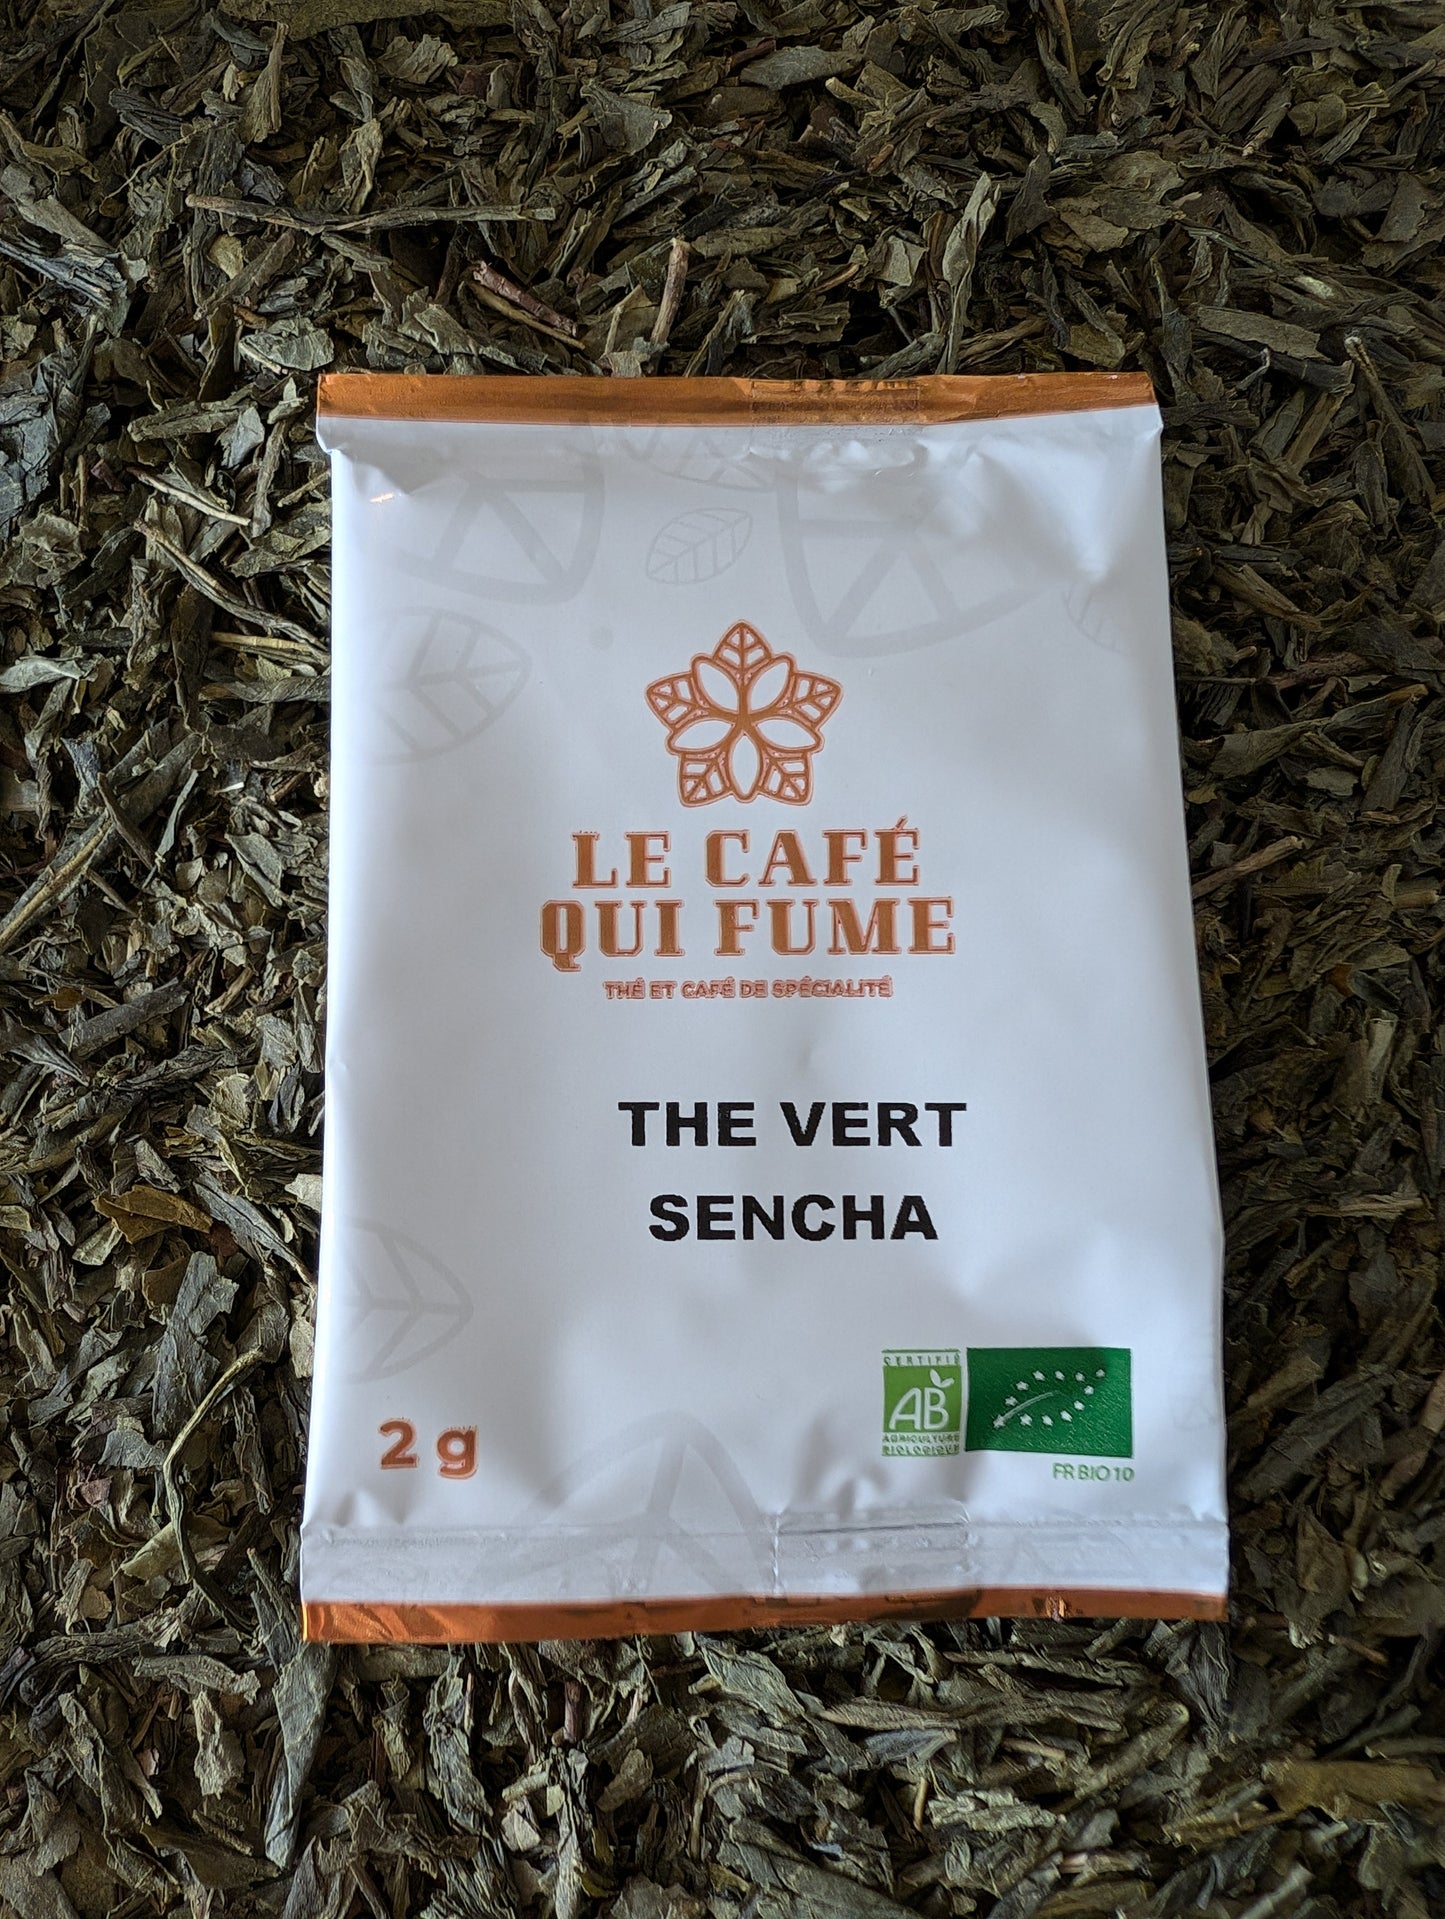 LE CAFÉ
QUI FUME
THÉ ET CAFÉ DE SPÉCIALITÉ
THE VERT
SENCHA
2 g
CERTIFIÉ
AB
AGRICULTURE
BIOLOGIQUE
FR BIO 10